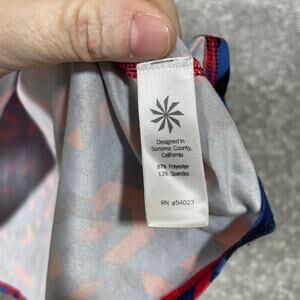 Designed in
Sonoma County,
California
87% Polyester
13% Spandex
RN #54023